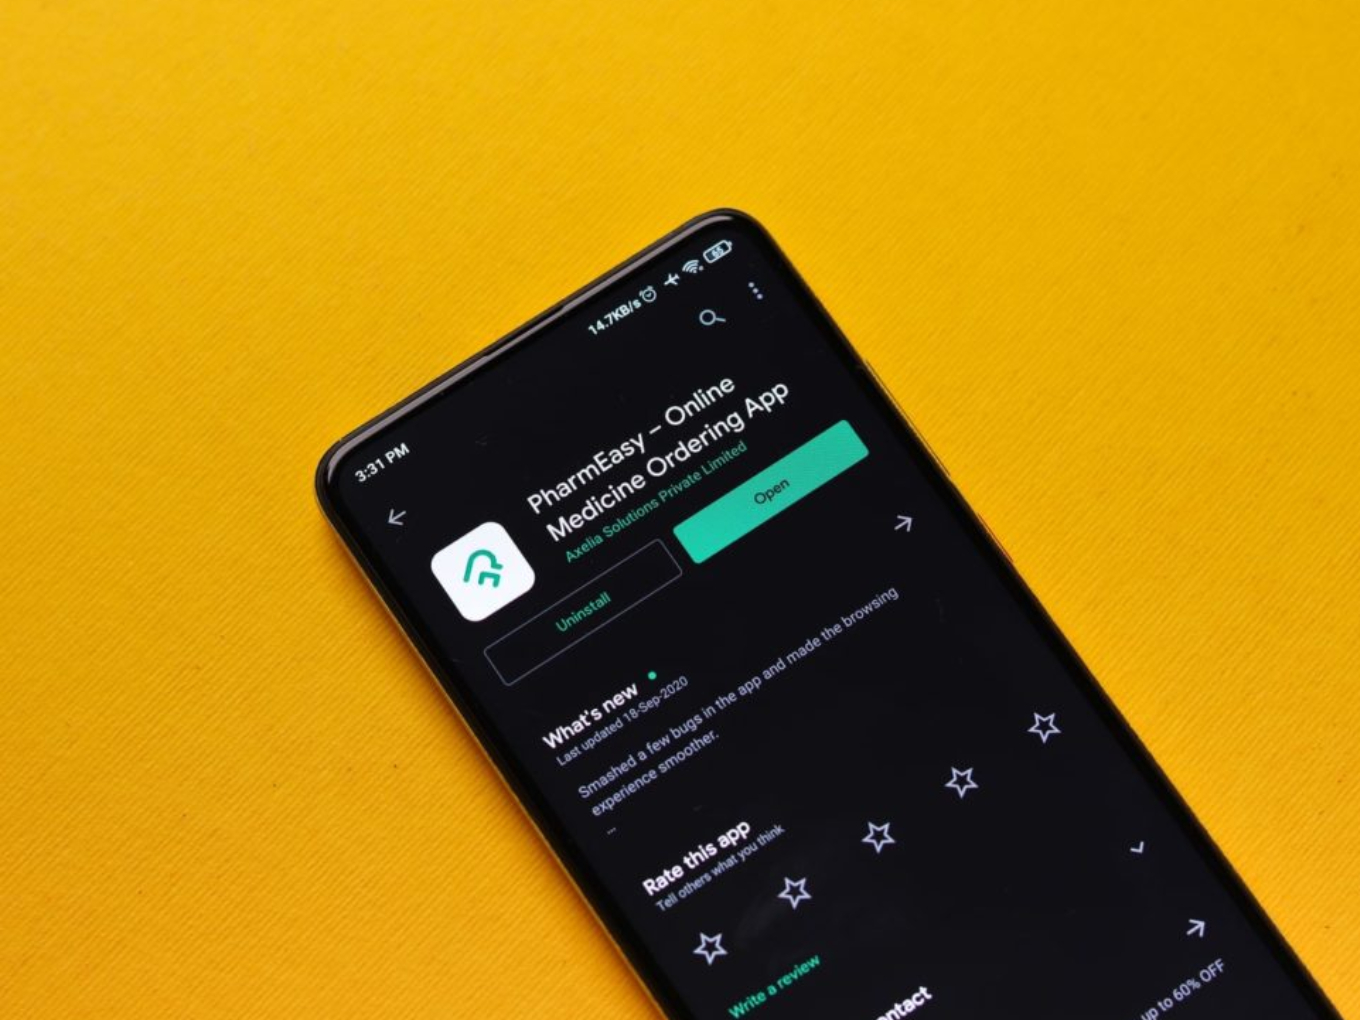 3:31 PM
14.7KB/s
65
PharmEasy – Online
Medicine Ordering App
Axelia Solutions Private Limited
Uninstall
Open
What's new
Last updated 18-Sep-2020
Smashed a few bugs in the app and made the browsing
experience smoother.
...
Rate this app
Tell others what you think
Write a review
up to 60% OFF